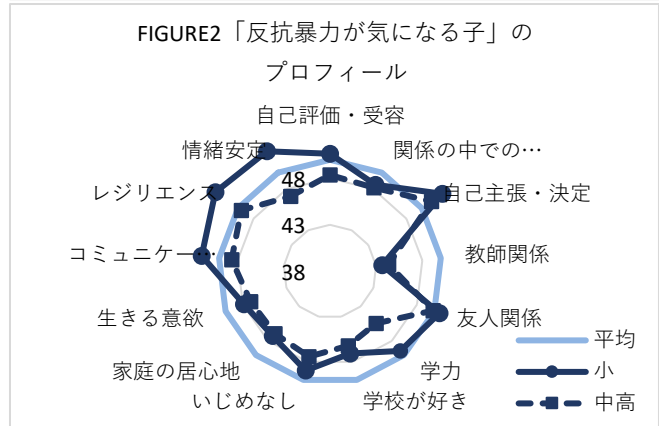 FIGURE2「反抗暴力が気になる子」の
プロフィール
自己評価・受容
関係の中での…
自己主張・決定
教師関係
友人関係
学力
学校が好き
いじめなし
家庭の居心地
生きる意欲
コミュニケー…
レジリエンス
情緒安定
48
43
38
平均
小
中高